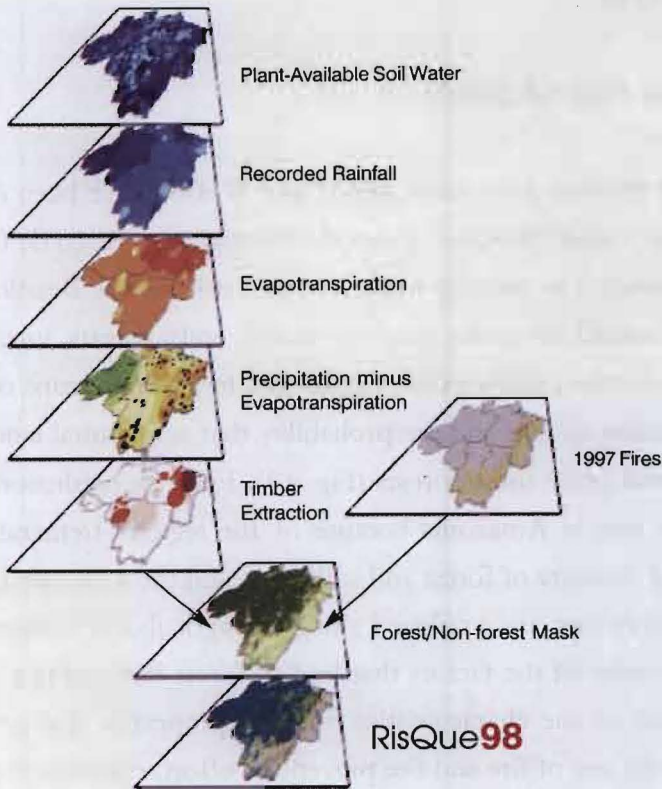 Plant-Available Soil Water
Recorded Rainfall
Evapotranspiration
Precipitation minus
Evapotranspiration
Timber
Extraction
1997 Fires
Forest/Non-forest Mask
RisQue98